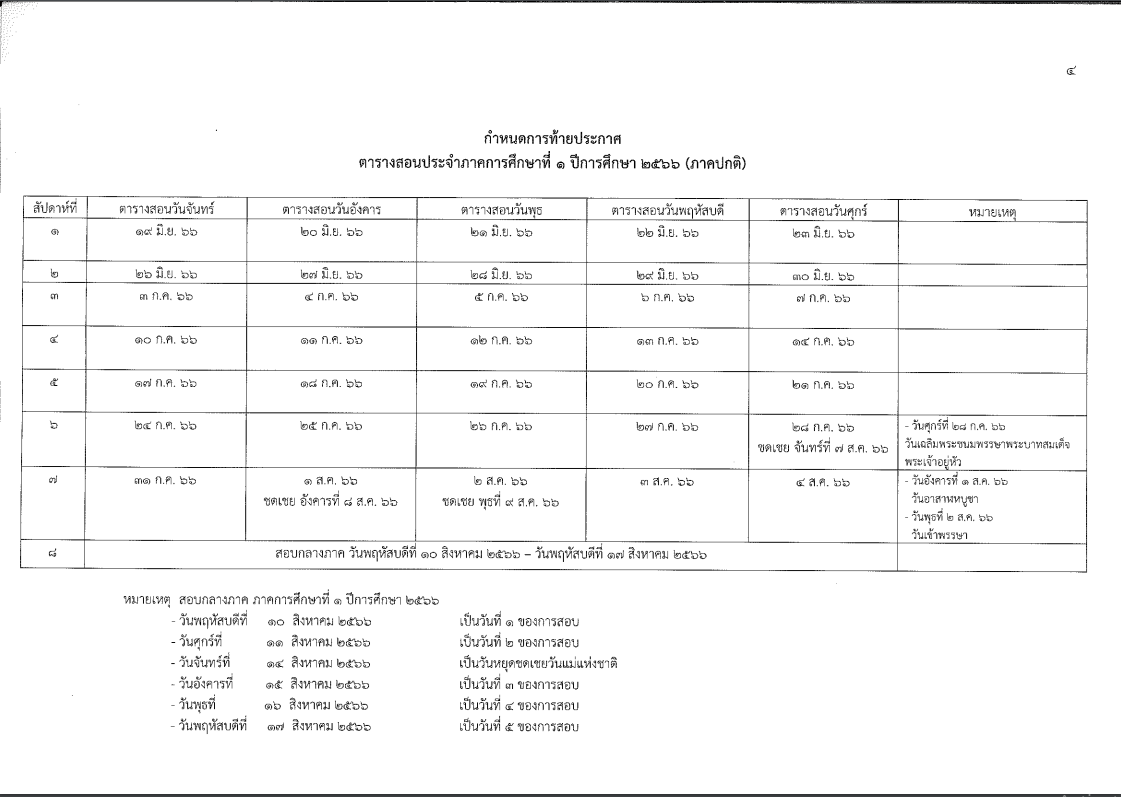 ๔
กำหนดการท้ายประกาศ
ตารางสอนประจำภาคการศึกษาที่ ๑ ปีการศึกษา ๒๕๖๖ (ภาคปกติ)
สัปดาห์ที่ ตารางสอนวันจันทร์ ตารางสอนวันอังคาร ตารางสอนวันพุธ ตารางสอนวันพฤหัสบดี ตารางสอนวันศุกร์ หมายเหตุ
๑ ๑๙ มิ.ย. ๖๖ ๒๐ มิ.ย. ๖๖ ๒๑ มิ.ย. ๖๖ ๒๒ มิ.ย. ๖๖ ๒๓ มิ.ย. ๖๖
๒ ๒๖ มิ.ย. ๖๖ ๒๗ มิ.ย. ๖๖ ๒๘ มิ.ย. ๖๖ ๒๙ มิ.ย. ๖๖ ๓๐ มิ.ย. ๖๖
๓ ๓ ก.ค. ๖๖ ๔ ก.ค. ๖๖ ๕ ก.ค. ๖๖ ๖ ก.ค. ๖๖ ๗ ก.ค. ๖๖
๔ ๑๐ ก.ค. ๖๖ ๑๑ ก.ค. ๖๖ ๑๒ ก.ค. ๖๖ ๑๓ ก.ค. ๖๖ ๑๔ ก.ค. ๖๖
๕ ๑๗ ก.ค. ๖๖ ๑๘ ก.ค. ๖๖ ๑๙ ก.ค. ๖๖ ๒๐ ก.ค. ๖๖ ๒๑ ก.ค. ๖๖
๖ ๒๔ ก.ค. ๖๖ ๒๕ ก.ค. ๖๖ ๒๖ ก.ค. ๖๖ ๒๗ ก.ค. ๖๖ ๒๘ ก.ค. ๖๖ - วันศุกร์ที่ ๒๘ ก.ค. ๖๖
ชดเชย จันทร์ที่ ๗ ส.ค. ๖๖ วันเฉลิมพระชนมพรรษาพระบาทสมเด็จ
พระเจ้าอยู่หัว
๗ ๓๑ ก.ค. ๖๖ ๑ ส.ค. ๖๖ ๒ ส.ค. ๖๖ ๓ ส.ค. ๖๖ ๔ ส.ค. ๖๖ - วันอังคารที่ ๑ ส.ค. ๖๖
ชดเชย อังคารที่ ๘ ส.ค. ๖๖ ชดเชย พุธที่ ๙ ส.ค. ๖๖ วันอาสาฬหบูชา
- วันพุธที่ ๒ ส.ค. ๖๖
วันเข้าพรรษา
๘ สอบกลางภาค วันพฤหัสบดีที่ ๑๐ สิงหาคม ๒๕๖๖ – วันพฤหัสบดีที่ ๑๗ สิงหาคม ๒๕๖๖
หมายเหตุ สอบกลางภาค ภาคการศึกษาที่ ๑ ปีการศึกษา ๒๕๖๖
- วันพฤหัสบดีที่ ๑๐ สิงหาคม ๒๕๖๖ เป็นวันที่ ๑ ของการสอบ
- วันศุกร์ที่ ๑๑ สิงหาคม ๒๕๖๖ เป็นวันที่ ๒ ของการสอบ
- วันจันทร์ที่ ๑๔ สิงหาคม ๒๕๖๖ เป็นวันหยุดชดเชยวันแม่แห่งชาติ
- วันอังคารที่ ๑๕ สิงหาคม ๒๕๖๖ เป็นวันที่ ๓ ของการสอบ
- วันพุธที่ ๑๖ สิงหาคม ๒๕๖๖ เป็นวันที่ ๔ ของการสอบ
- วันพฤหัสบดีที่ ๑๗ สิงหาคม ๒๕๖๖ เป็นวันที่ ๕ ของการสอบ